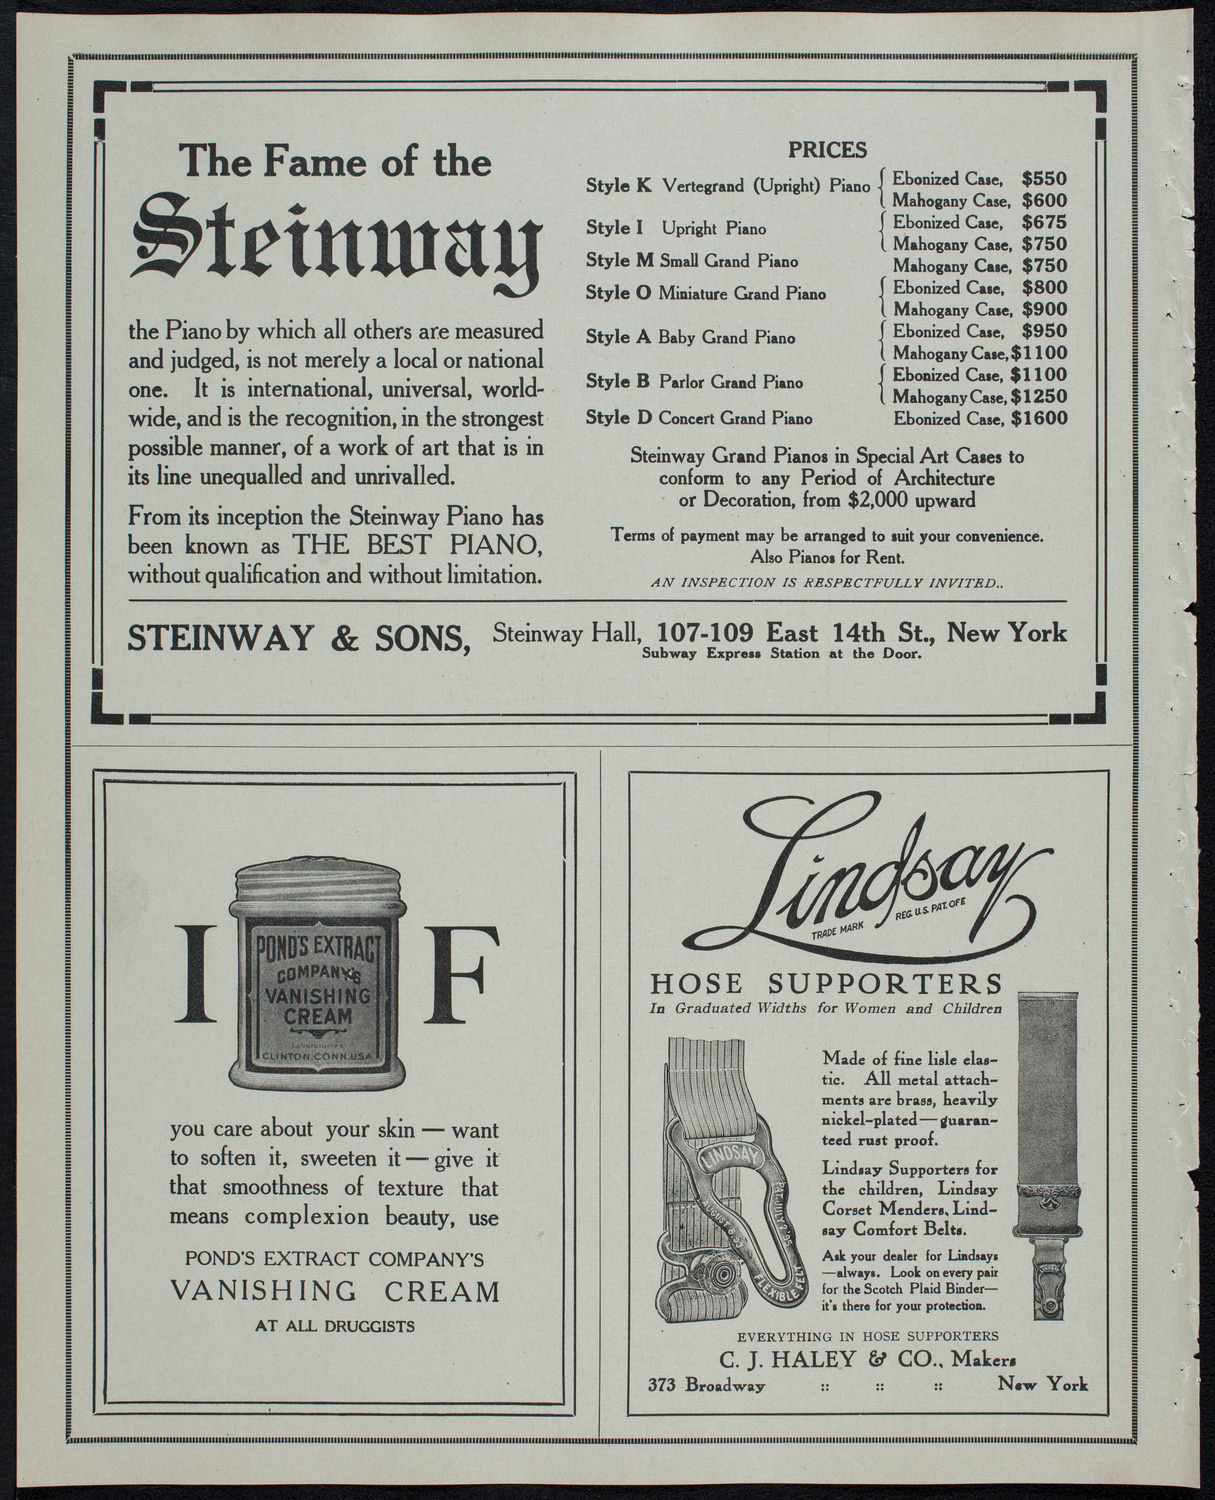 The Fame of the
Steinway
the Piano by which all others are measured
and judged, is not merely a local or national
one. It is international, universal, world-
wide, and is the recognition, in the strongest
possible manner, of a work of art that is in
its line unequalled and unrivalled.
From its inception the Steinway Piano has
been known as THE BEST PIANO,
without qualification and without limitation.
PRICES
Style K Vertegrand (Upright) Piano { Ebonized Case, $550
Mahogany Case, $600
Style I Upright Piano { Ebonized Case, $675
Mahogany Case, $750
Style M Small Grand Piano Mahogany Case, $750
Style O Miniature Grand Piano { Ebonized Case, $800
Mahogany Case, $900
Style A Baby Grand Piano { Ebonized Case, $950
Mahogany Case, $1100
Style B Parlor Grand Piano { Ebonized Case, $1100
Mahogany Case, $1250
Style D Concert Grand Piano Ebonized Case, $1600
Steinway Grand Pianos in Special Art Cases to
conform to any Period of Architecture
or Decoration, from $2,000 upward
Terms of payment may be arranged to suit your convenience.
Also Pianos for Rent.
AN INSPECTION IS RESPECTFULLY INVITED..
STEINWAY & SONS, Steinway Hall, 107-109 East 14th St., New York
Subway Express Station at the Door.
I F
POND'S EXTRACT
COMPANY'S
VANISHING
CREAM
Laboratories
CLINTON, CONN. USA
you care about your skin — want
to soften it, sweeten it — give it
that smoothness of texture that
means complexion beauty, use
POND'S EXTRACT COMPANY'S
VANISHING CREAM
AT ALL DRUGGISTS
Lindsay
TRADE MARK REG. U.S. PAT. OFF.
HOSE SUPPORTERS
In Graduated Widths for Women and Children
LINDSAY
PAT. JULY 2 '95
FLEXIBLE FELT
Made of fine lisle elas-
tic. All metal attach-
ments are brass, heavily
nickel-plated — guaran-
teed rust proof.
Lindsay Supporters for
the children, Lindsay
Corset Menders, Lind-
say Comfort Belts.
Ask your dealer for Lindsays
—always. Look on every pair
for the Scotch Plaid Binder—
it's there for your protection.
EVERYTHING IN HOSE SUPPORTERS
C. J. HALEY & CO., Makers
373 Broadway :: :: :: New York